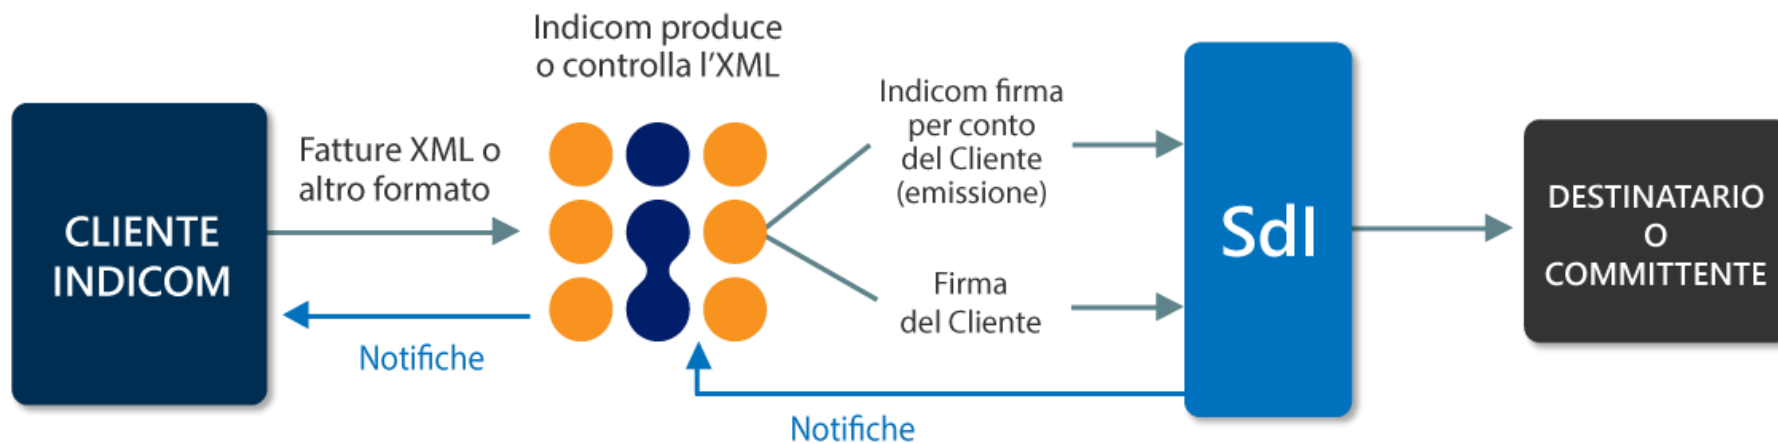 Indicom produce
o controlla l'XML
CLIENTE
INDICOM
Fatture XML o
altro formato
Notifiche
Indicom firma
per conto
del Cliente
(emissione)
Firma
del Cliente
Notifiche
SdI
DESTINATARIO
O
COMMITTENTE